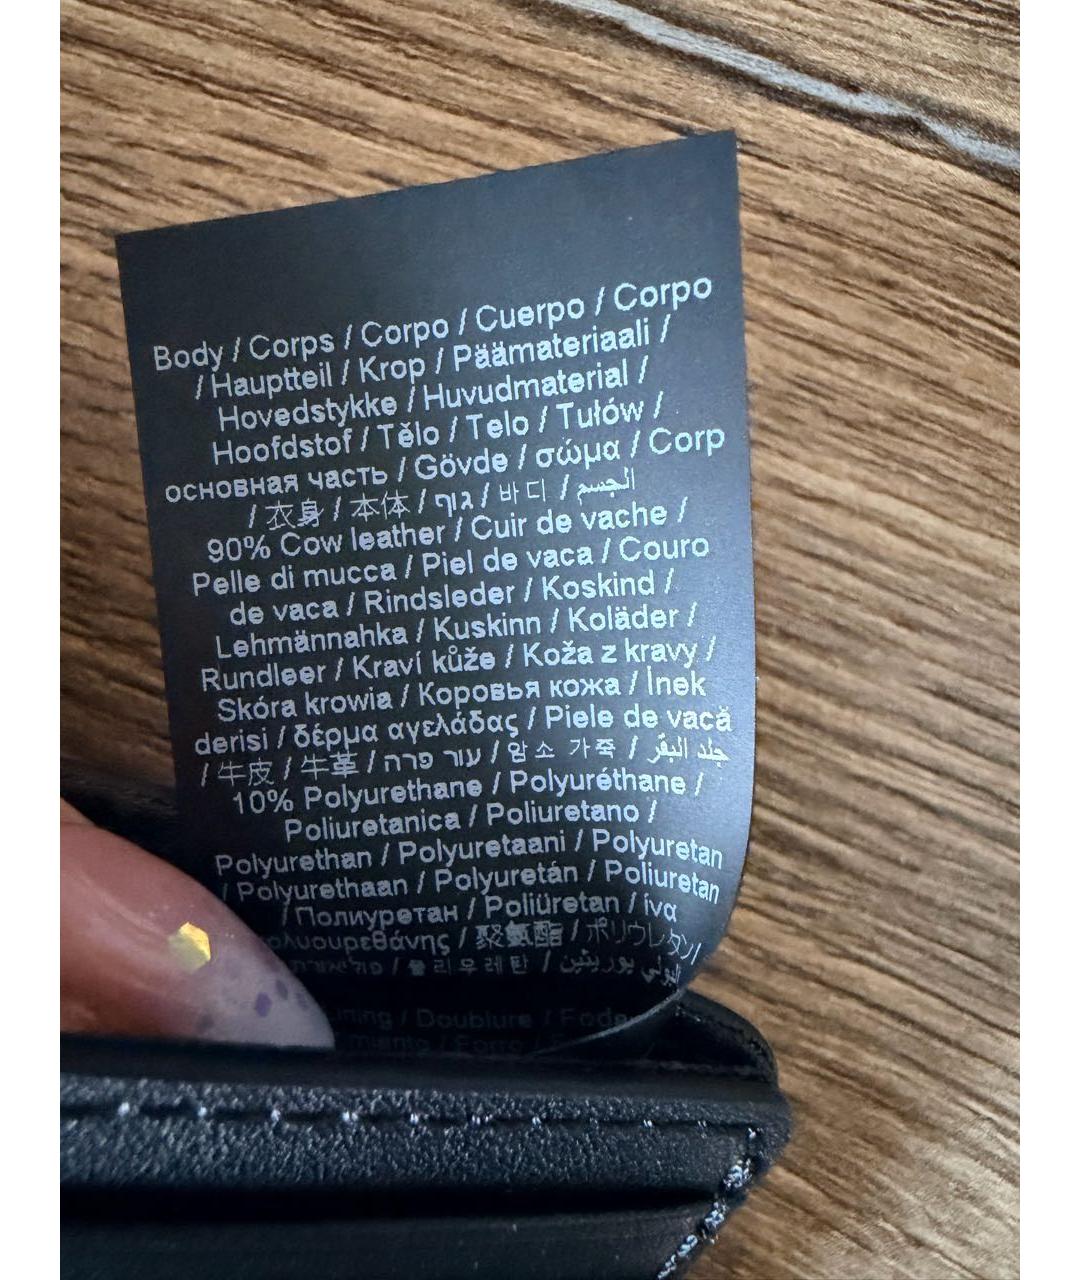 Body / Corps / Corpo / Cuerpo / Corpo
/ Hauptteil / Krop / Päämateriaali /
Hovedstykke / Huvudmaterial /
Hoofdstof / Tělo / Telo / Tułów /
основная часть / Gövde / σώμα / Corp
/ 衣身 / 本体 / גוף / 바디 / الجسم
90% Cow leather / Cuir de vache /
Pelle di mucca / Piel de vaca / Couro
de vaca / Rindsleder / Koskind /
Lehmännahka / Kuskinn / Koläder /
Rundleer / Kraví kůže / Koža z kravy /
Skóra krowia / Коровья кожа / İnek
derisi / δέρμα αγελάδας / Piele de vacă
/ 牛皮 / 牛革 / עור פרה / 암소 가죽 / جلد البقر
10% Polyurethane / Polyuréthane /
Poliuretanica / Poliuretano /
Polyurethan / Polyuretaani / Polyuretan
/ Polyurethaan / Polyuretán / Poliuretan
/ Полиуретан / Poliüretan / ίνα
πολυουρεθάνης / 聚氨酯 / ポリウレタン /
/ 폴리우레탄 / البولي يوريثين
Doublure
Forro